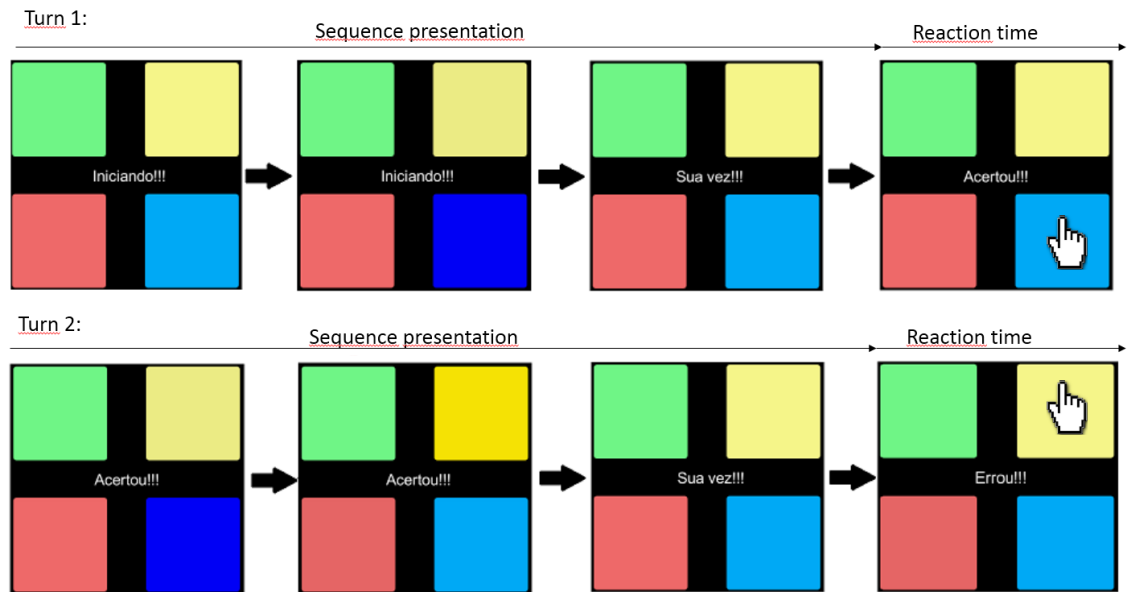 Turn 1:
Sequence presentation
Reaction time
Iniciando!!!
Iniciando!!!
Sua vez!!!
Acertou!!!
Turn 2:
Sequence presentation
Reaction time
Acertou!!!
Acertou!!!
Sua vez!!!
Errou!!!